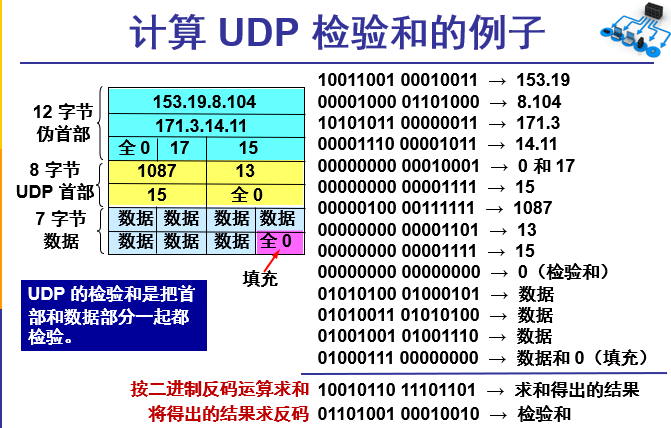 计算 UDP 检验和的例子
12 字节
伪首部
153.19.8.104
171.3.14.11
全 0 17 15
8 字节
UDP 首部
1087 13
15 全 0
7 字节
数据
数据 数据 数据 数据
数据 数据 数据 全 0
填充
UDP 的检验和是把首
部和数据部分一起都
检验。
10011001 00010011 → 153.19
00001000 01101000 → 8.104
10101011 00000011 → 171.3
00001110 00001011 → 14.11
00000000 00010001 → 0 和 17
00000000 00001111 → 15
00000100 00111111 → 1087
00000000 00001101 → 13
00000000 00001111 → 15
00000000 00000000 → 0（检验和）
01010100 01000101 → 数据
01010011 01010100 → 数据
01001001 01001110 → 数据
01000111 00000000 → 数据和 0（填充）
按二进制反码运算求和 10010110 11101101 → 求和得出的结果
将得出的结果求反码 01101001 00010010 → 检验和